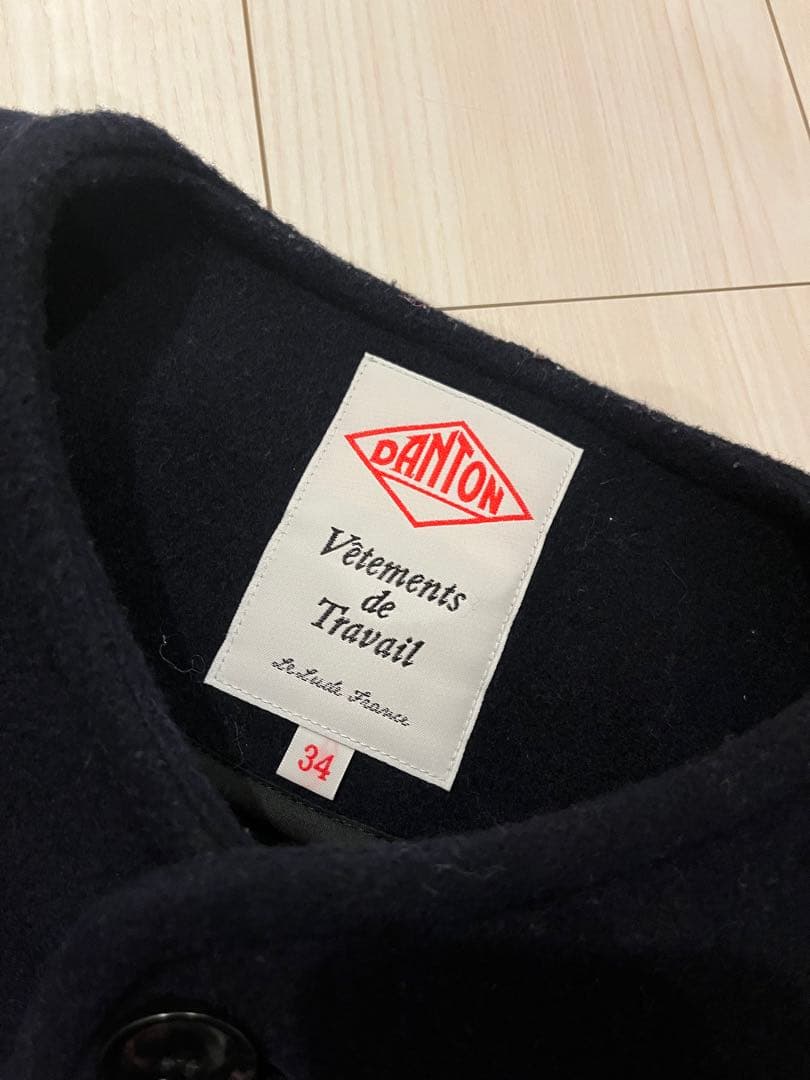 DANTON
Vêtements
de
Travail
Le Lude France
34